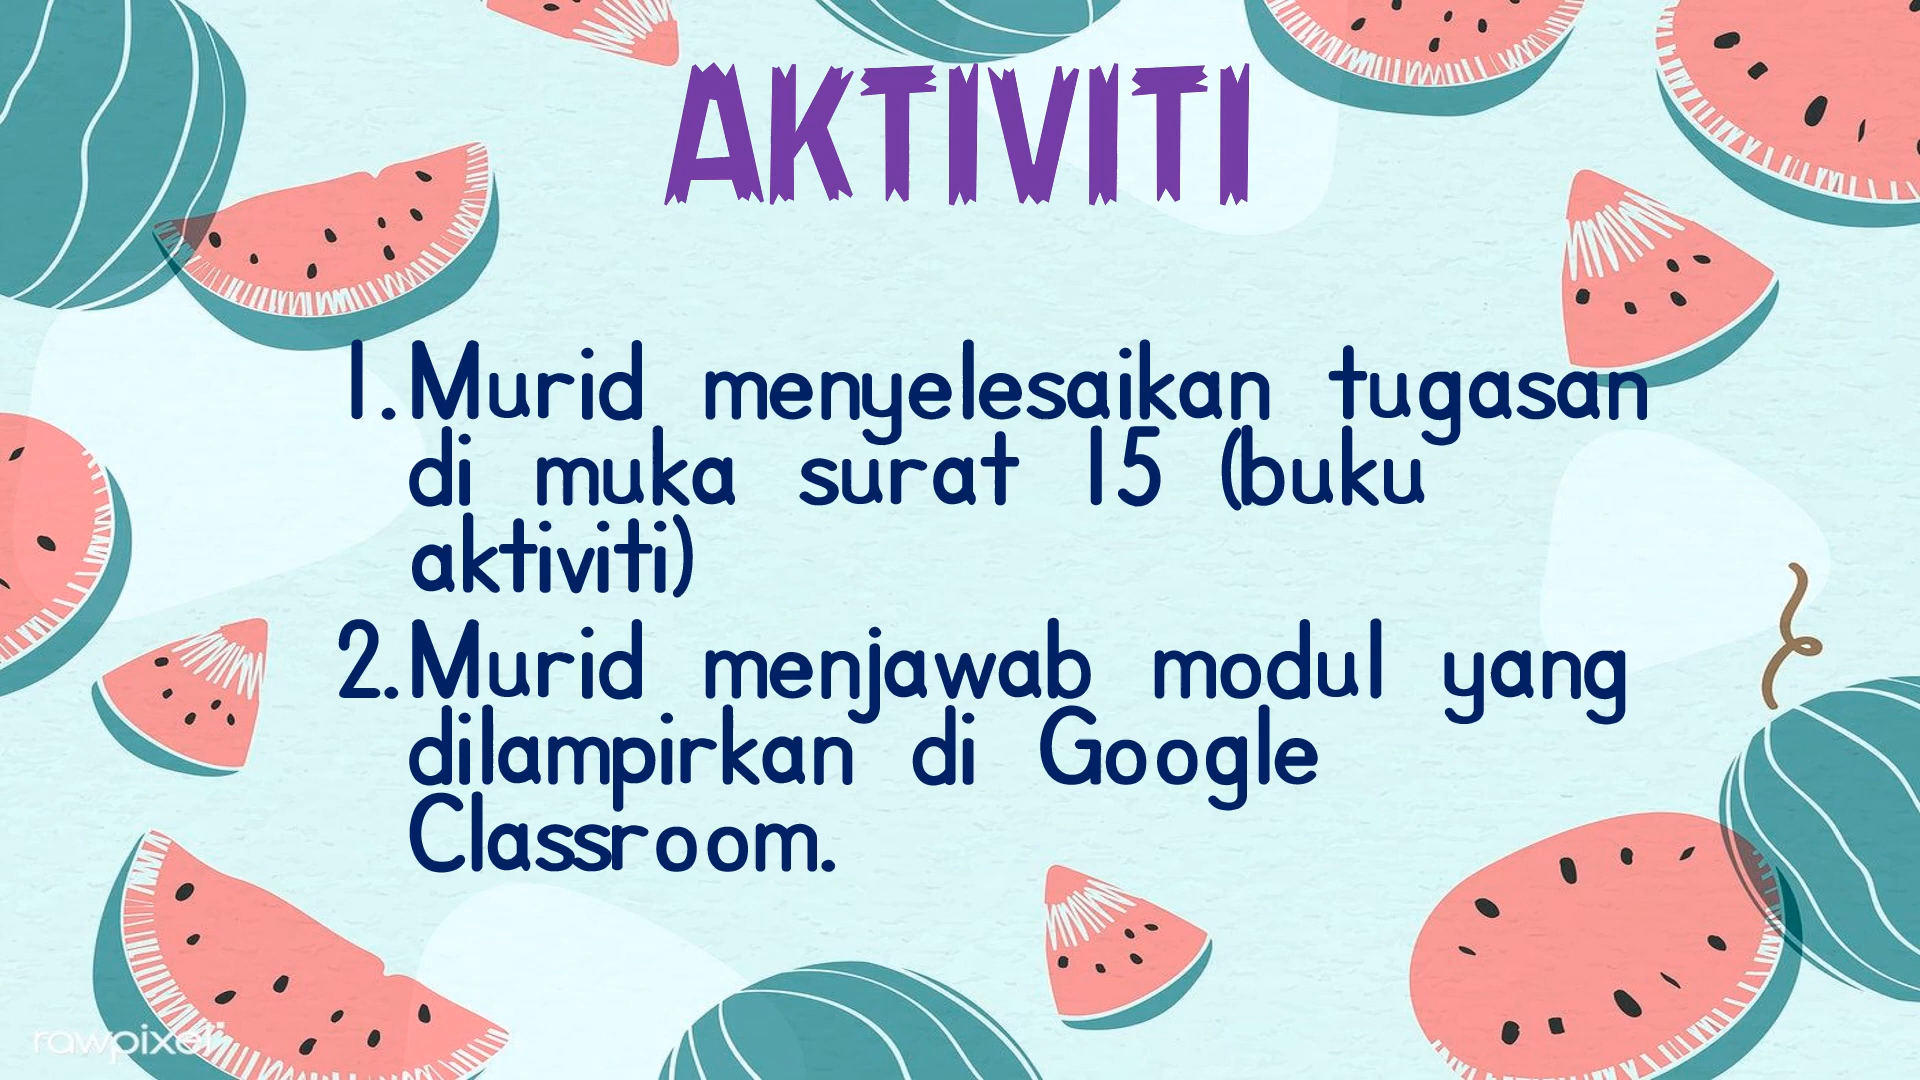 AKTIVITI
1. Murid menyelesaikan tugasan
di muka surat 15 (buku
aktiviti)
2. Murid menjawab modul yang
dilampirkan di Google
Classroom.
rawpixel